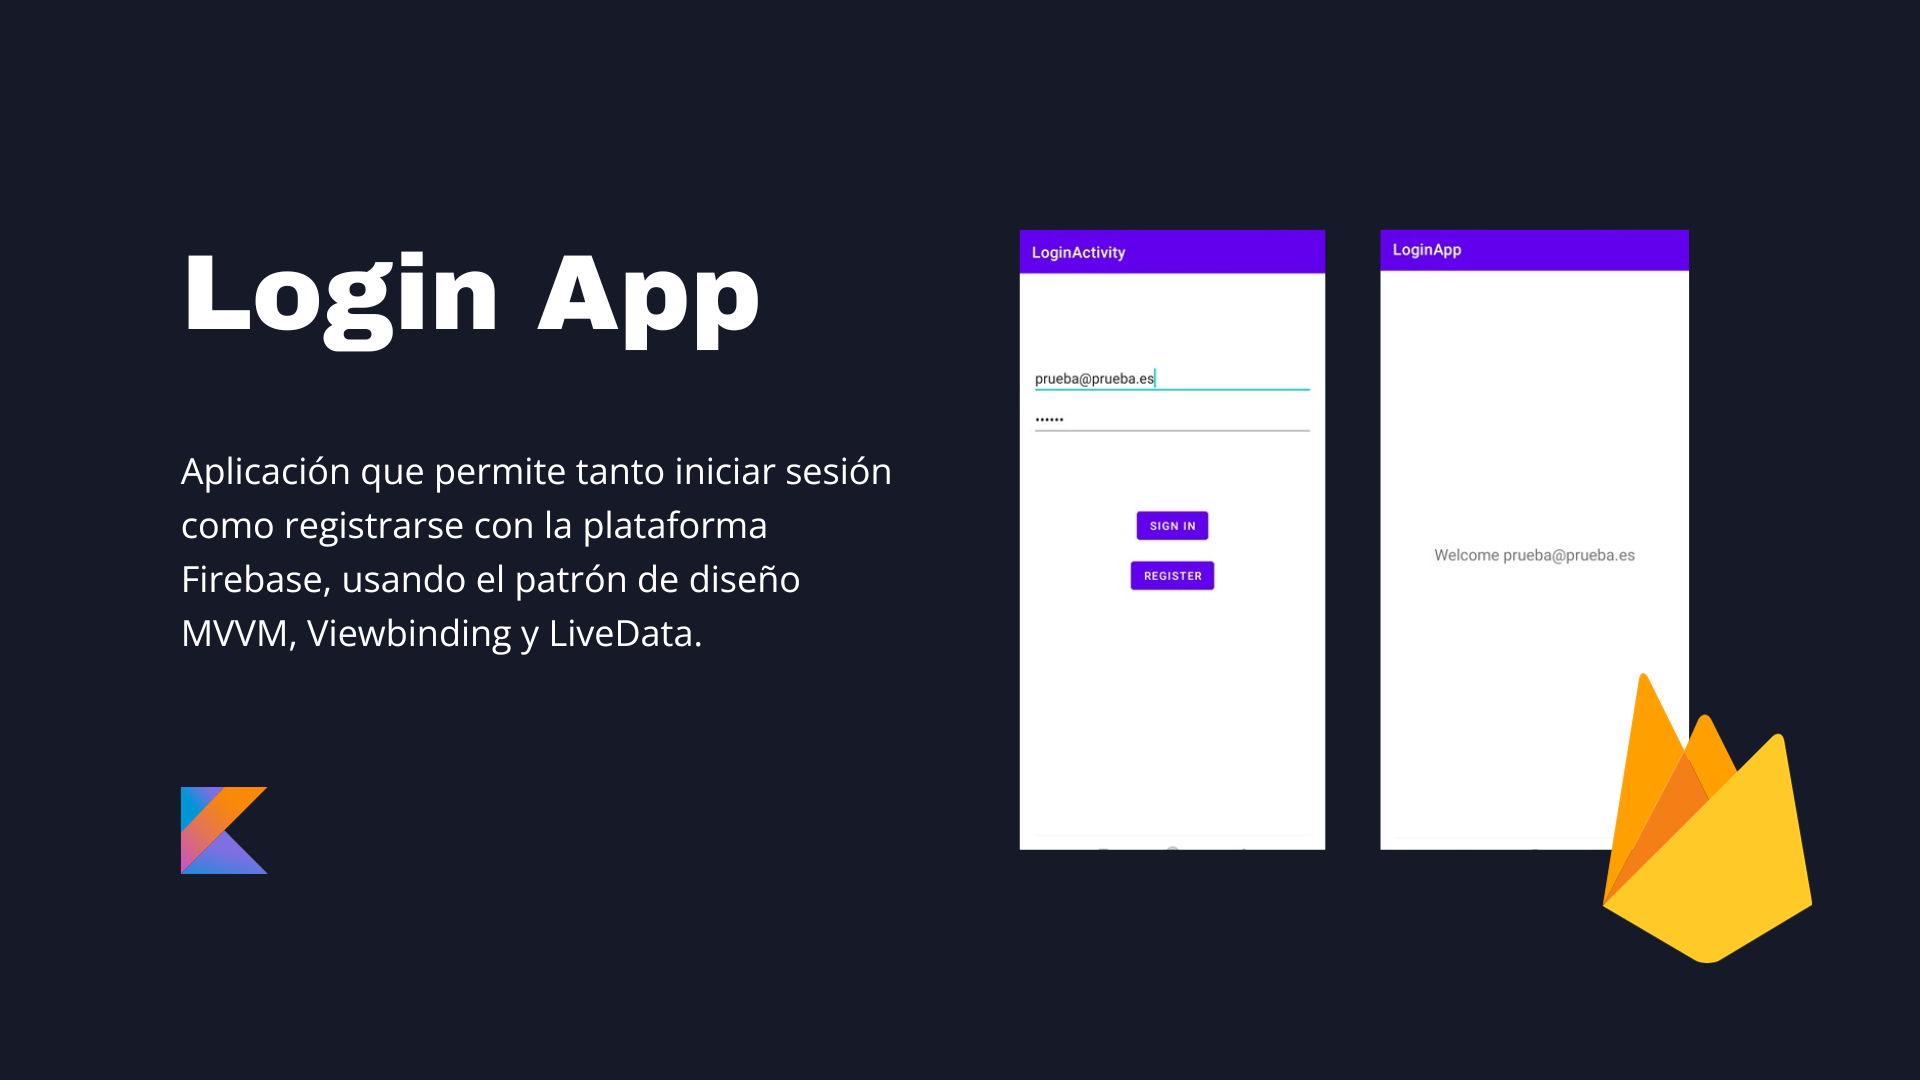 Login App
Aplicación que permite tanto iniciar sesión
como registrarse con la plataforma
Firebase, usando el patrón de diseño
MVVM, Viewbinding y LiveData.
LoginActivity
prueba@prueba.es
••••••
SIGN IN
REGISTER
LoginApp
Welcome prueba@prueba.es